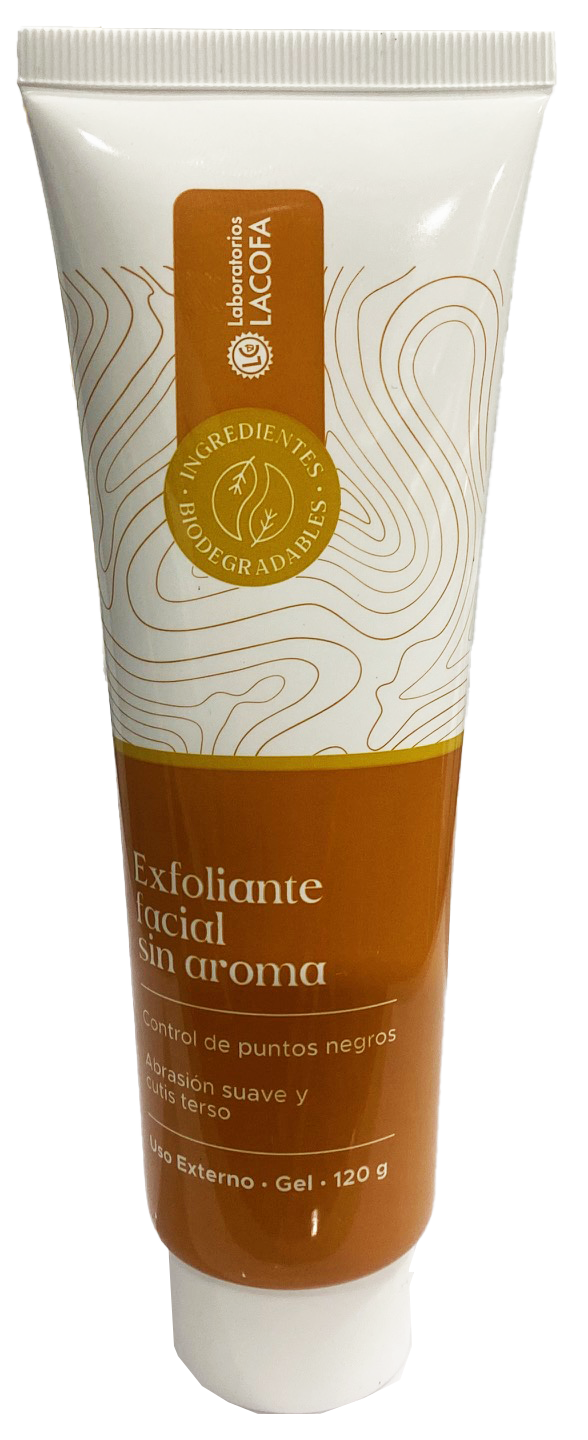 Laboratorios
LACOFA
INGREDIENTES
BIODEGRADABLES
Exfoliante
facial
sin aroma
Control de puntos negros
Abrasión suave y
cutis terso
Uso Externo · Gel · 120 g